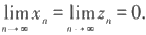 lim x_n = lim z_n = 0.
n→∞ n→∞